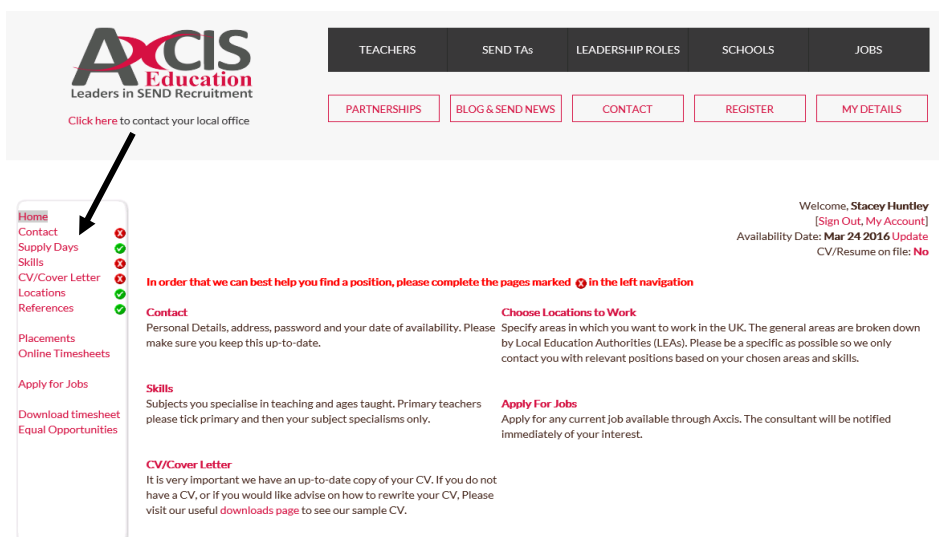 AxCIS
Education
Leaders in SEND Recruitment
Click here to contact your local office
TEACHERS
SEND TAs
LEADERSHIP ROLES
SCHOOLS
JOBS
PARTNERSHIPS
BLOG & SEND NEWS
CONTACT
REGISTER
MY DETAILS
Home
Contact
Supply Days
Skills
CV/Cover Letter
Locations
References
Placements
Online Timesheets
Apply for Jobs
Download timesheet
Equal Opportunities
Welcome, Stacey Huntley
[Sign Out, My Account]
Availability Date: Mar 24 2016 Update
CV/Resume on file: No
In order that we can best help you find a position, please complete the pages marked in the left navigation
Contact
Personal Details, address, password and your date of availability. Please
make sure you keep this up-to-date.
Skills
Subjects you specialise in teaching and ages taught. Primary teachers
please tick primary and then your subject specialisms only.
CV/Cover Letter
It is very important we have an up-to-date copy of your CV. If you do not
have a CV, or if you would like advise on how to rewrite your CV, Please
visit our useful downloads page to see our sample CV.
Choose Locations to Work
Specify areas in which you want to work in the UK. The general areas are broken down
by Local Education Authorities (LEAs). Please be a specific as possible so we only
contact you with relevant positions based on your chosen areas and skills.
Apply For Jobs
Apply for any current job available through Axcis. The consultant will be notified
immediately of your interest.